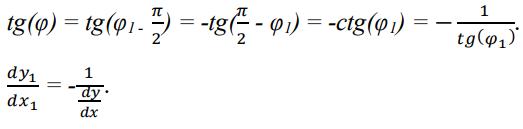 tg(φ) = tg(φ₁ - π/2) = -tg(π/2 - φ₁) = -ctg(φ₁) = − 1/tg(φ₁).
dy₁/dx₁ = - 1/(dy/dx).